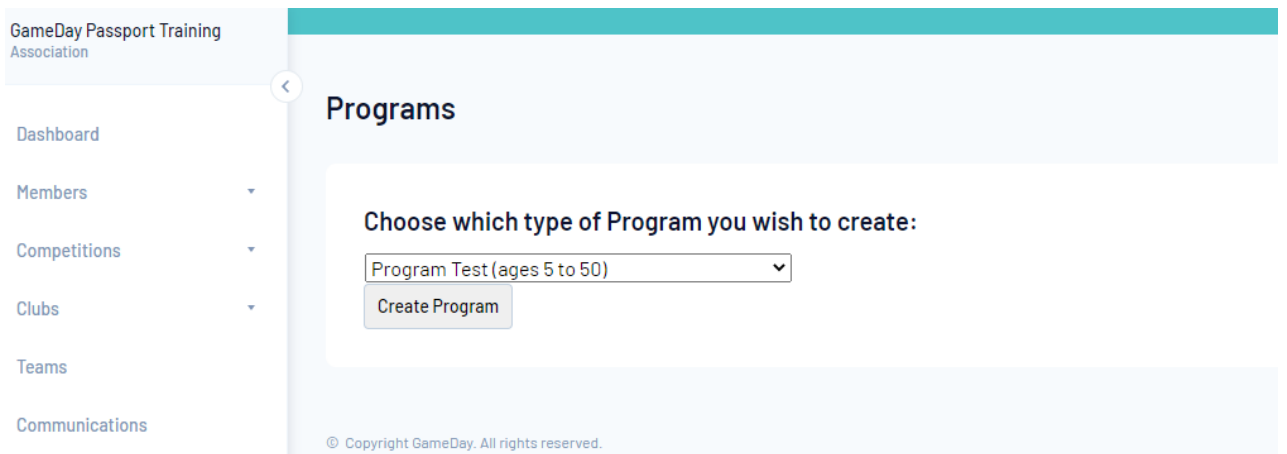 GameDay Passport Training
Association
Dashboard
Members
Competitions
Clubs
Teams
Communications
Programs
Choose which type of Program you wish to create:
Program Test (ages 5 to 50)
Create Program
© Copyright GameDay. All rights reserved.